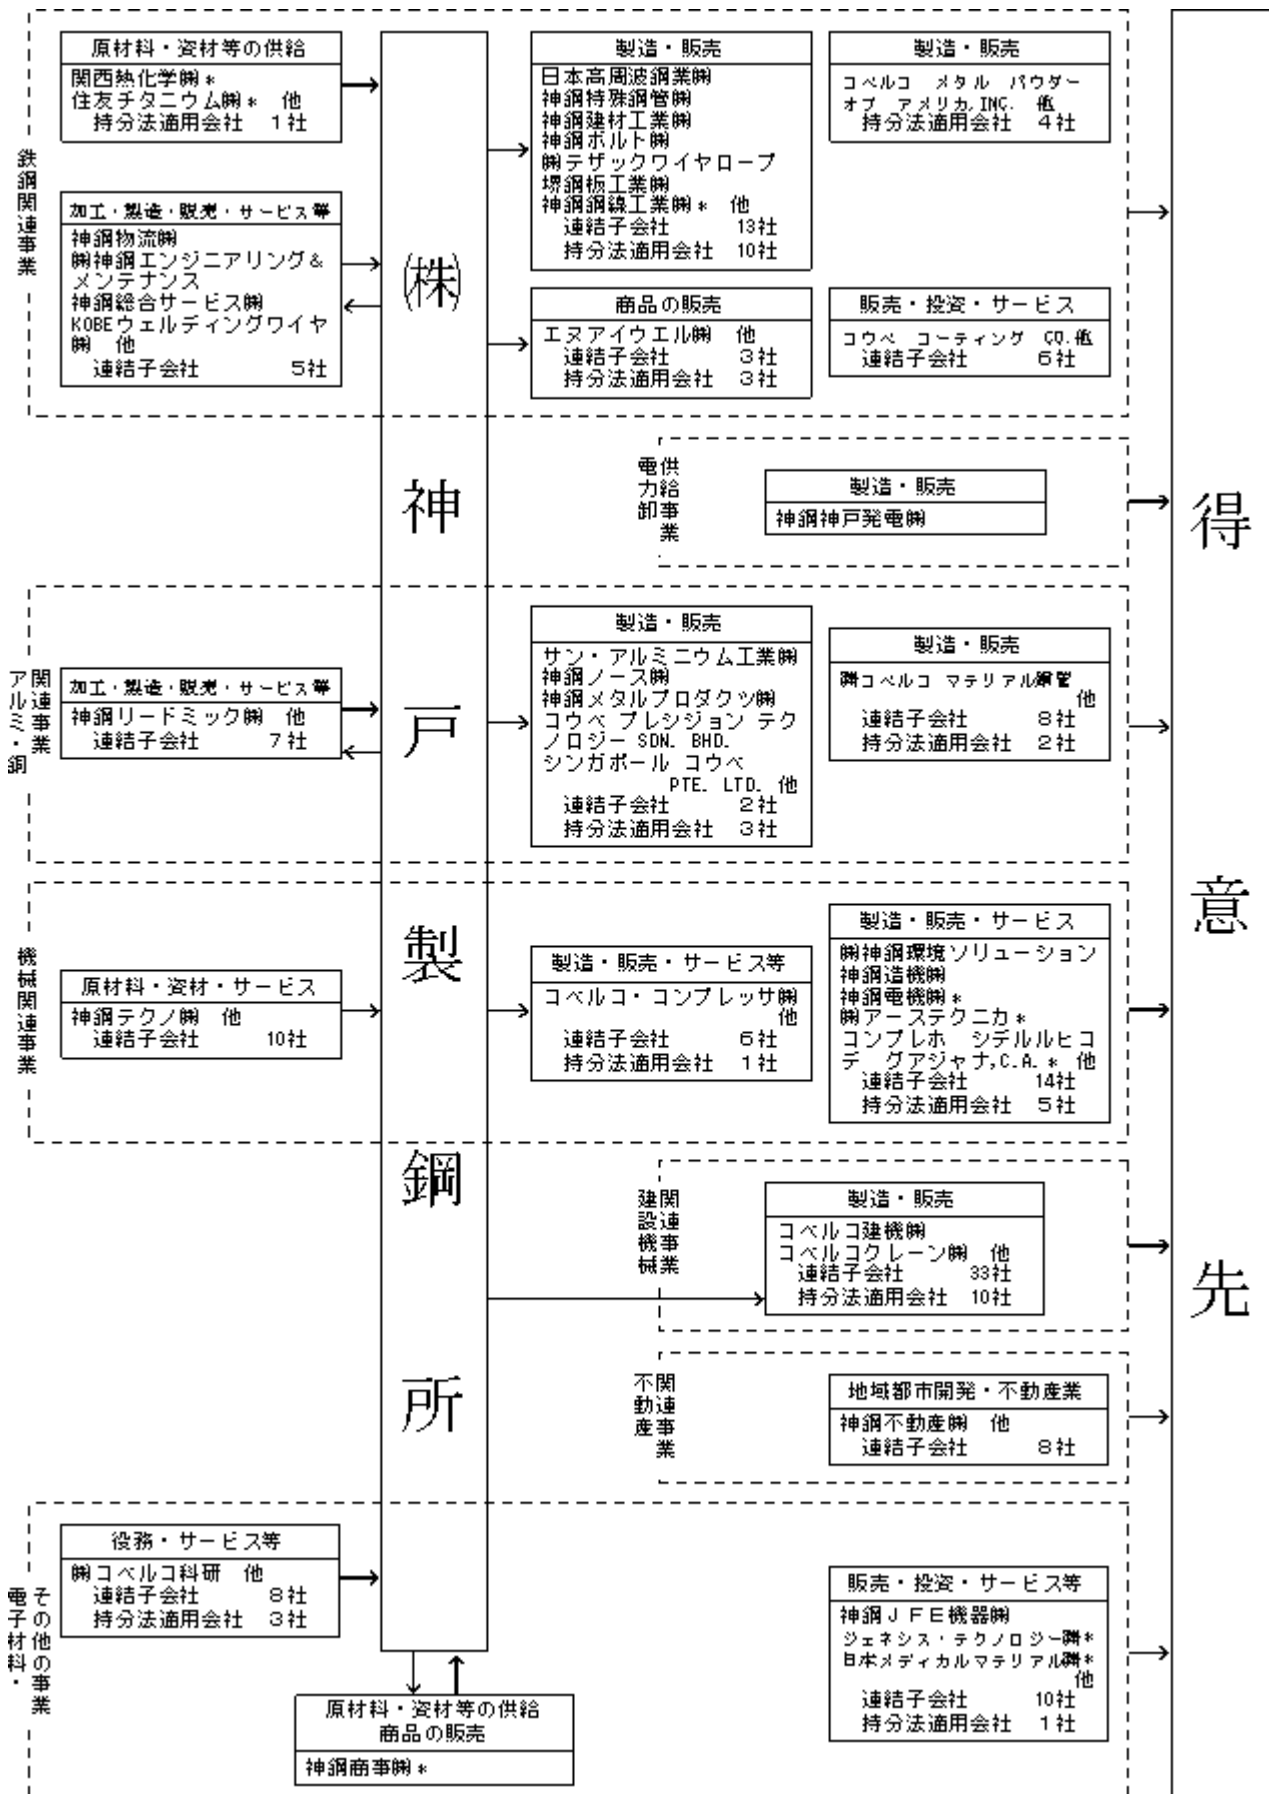 鉄鋼関連事業
原材料・資材等の供給
関西熱化学㈱*
住友チタニウム㈱* 他
持分法適用会社 1社
加工・製造・販売・サービス等
神鋼物流㈱
㈱神鋼エンジニアリング&
メンテナンス
神鋼総合サービス㈱
KOBEウェルディングワイヤ
㈱ 他
連結子会社 5社
製造・販売
日本高周波鋼業㈱
神鋼特殊鋼管㈱
神鋼建材工業㈱
神鋼ボルト㈱
㈱テザックワイヤロープ
堺鋼板工業㈱
神鋼鋼線工業㈱* 他
連結子会社 13社
持分法適用会社 10社
製造・販売
コベルコ メタル パウダー
オブ アメリカ,INC. 他
持分法適用会社 4社
商品の販売
エヌアイウエル㈱ 他
連結子会社 3社
持分法適用会社 3社
販売・投資・サービス
コウベ コーティング CO.他
連結子会社 6社
㈱神戸製鋼所
得意先
電力卸
供給事業
製造・販売
神鋼神戸発電㈱
アルミ・銅
関連事業
加工・製造・販売・サービス等
神鋼リードミック㈱ 他
連結子会社 7社
製造・販売
サン・アルミニウム工業㈱
神鋼ノース㈱
神鋼メタルプロダクツ㈱
コウベ プレシジョン テク
ノロジー SDN. BHD.
シンガポール コウベ
PTE. LTD. 他
連結子会社 2社
持分法適用会社 3社
製造・販売
㈱コベルコ マテリアル銅管
他
連結子会社 8社
持分法適用会社 2社
機械関連事業
原材料・資材・サービス
神鋼テクノ㈱ 他
連結子会社 10社
製造・販売・サービス等
コベルコ・コンプレッサ㈱
他
連結子会社 6社
持分法適用会社 1社
製造・販売・サービス
㈱神鋼環境ソリューション
神鋼造機㈱
神鋼電機㈱*
㈱アーステクニカ*
コンプレホ シデルルヒコ
デ グアジャナ,C.A.* 他
連結子会社 14社
持分法適用会社 5社
建設機械
関連事業
製造・販売
コベルコ建機㈱
コベルコクレーン㈱ 他
連結子会社 33社
持分法適用会社 10社
不動産
関連事業
地域都市開発・不動産業
神鋼不動産㈱ 他
連結子会社 8社
電子材料・
その他の事業
役務・サービス等
㈱コベルコ科研 他
連結子会社 8社
持分法適用会社 3社
販売・投資・サービス等
神鋼JFE機器㈱
ジェネシス・テクノロジー㈱*
日本メディカルマテリアル㈱*
他
連結子会社 10社
持分法適用会社 1社
原材料・資材等の供給
商品の販売
神鋼商事㈱*